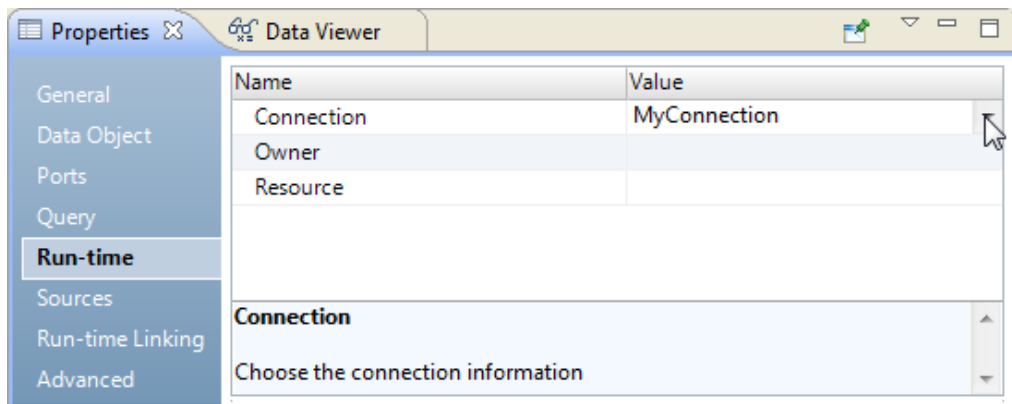 Properties
Data Viewer
General
Data Object
Ports
Query
Run-time
Sources
Run-time Linking
Advanced
Name Value
Connection MyConnection
Owner
Resource
Connection
Choose the connection information